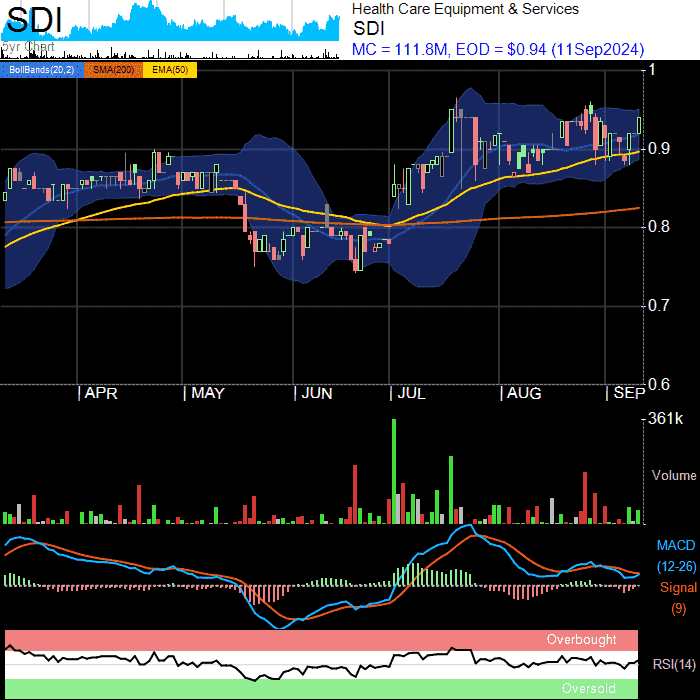 SDI
5yr Chart
Health Care Equipment & Services
SDI
MC = 111.8M, EOD = $0.94 (11Sep2024)
BollBands(20,2) SMA(200) EMA(50)
1
0.9
0.8
0.7
0.6
APR MAY JUN JUL AUG SEP
361k
Volume
MACD
(12-26)
Signal
(9)
Overbought
RSI(14)
Oversold